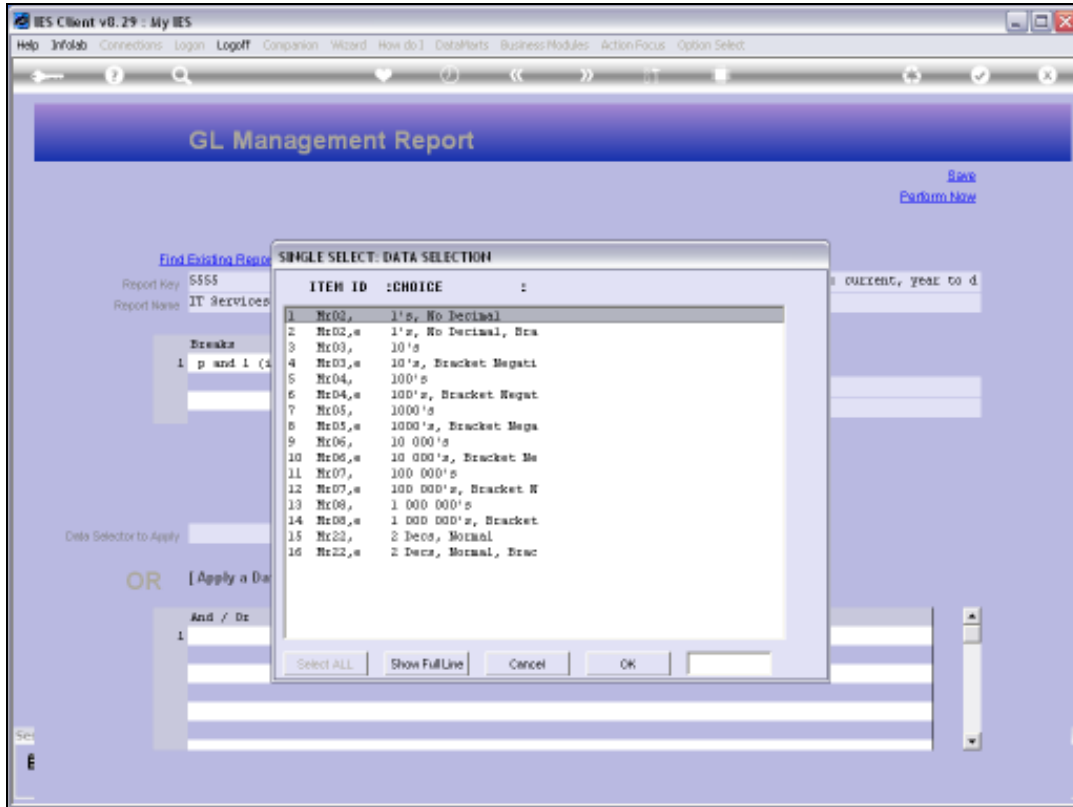 IES Client v8.29 : My IES
Help Infolab Connections Logon Logoff Companion Wizard How do I DataMarts Business Modules Action Focus Option Select
GL Management Report
Save
Perform Now
Find Existing Repor
SINGLE SELECT: DATA SELECTION
Report Key 5555
current, year to d
Report Name IT Services
ITEM ID :CHOICE :
1 Mr02, 1's, No Decimal
2 Mr02,e 1's, No Decimal, Bra
3 Mr03, 10's
4 Mr03,e 10's, Bracket Negati
5 Mr04, 100's
6 Mr04,e 100's, Bracket Negat
7 Mr05, 1000's
8 Mr05,e 1000's, Bracket Nega
9 Mr06, 10 000's
10 Mr06,e 10 000's, Bracket Ne
11 Mr07, 100 000's
12 Mr07,e 100 000's, Bracket N
13 Mr08, 1 000 000's
14 Mr08,e 1 000 000's, Bracket
15 Mr22, 2 Decs, Normal
16 Mr22,e 2 Decs, Normal, Brac
Breaks
1 p and l (i
Data Selector to Apply
OR [ Apply a Da
And / Or
1
Select ALL Show Full Line Cancel OK
Se